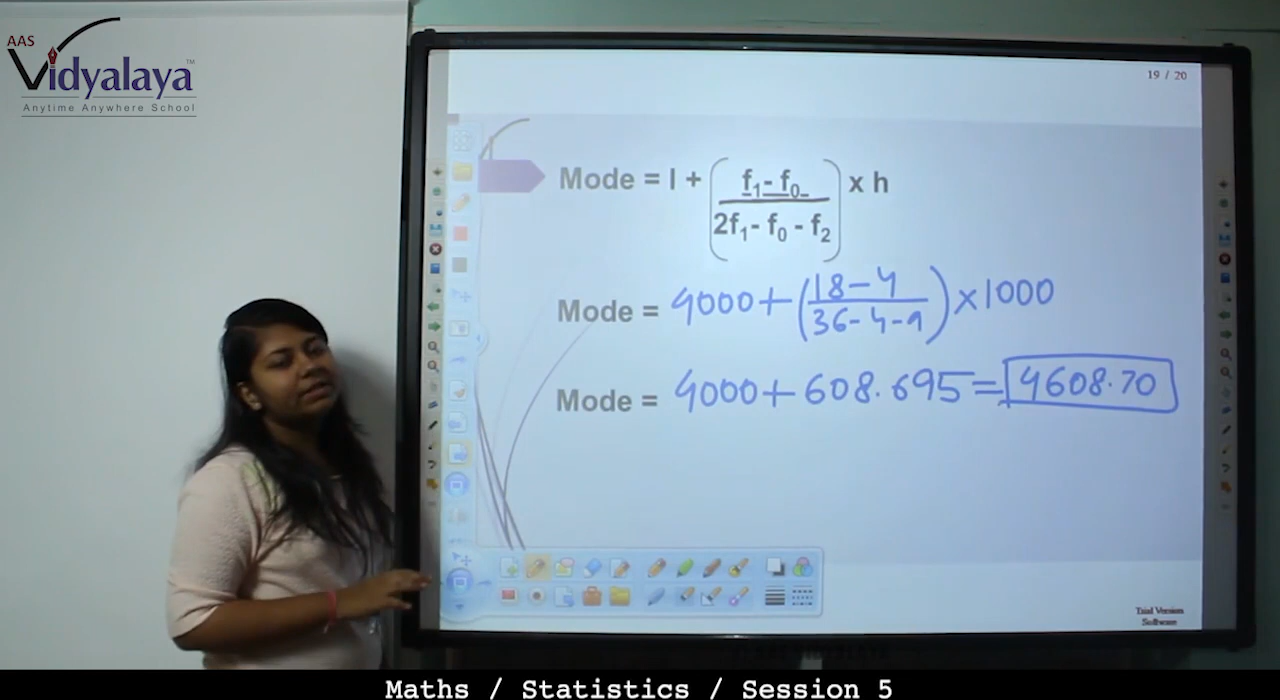 AAS
Vidyalaya™
Anytime Anywhere School
19 / 20
Mode = l + (f₁ - f₀ / 2f₁ - f₀ - f₂) x h
Mode = 4000 + (18 - 4 / 36 - 4 - 9) × 1000
Mode = 4000 + 608.695 = 4608.70
Trial Version
Software
Maths / Statistics / Session 5